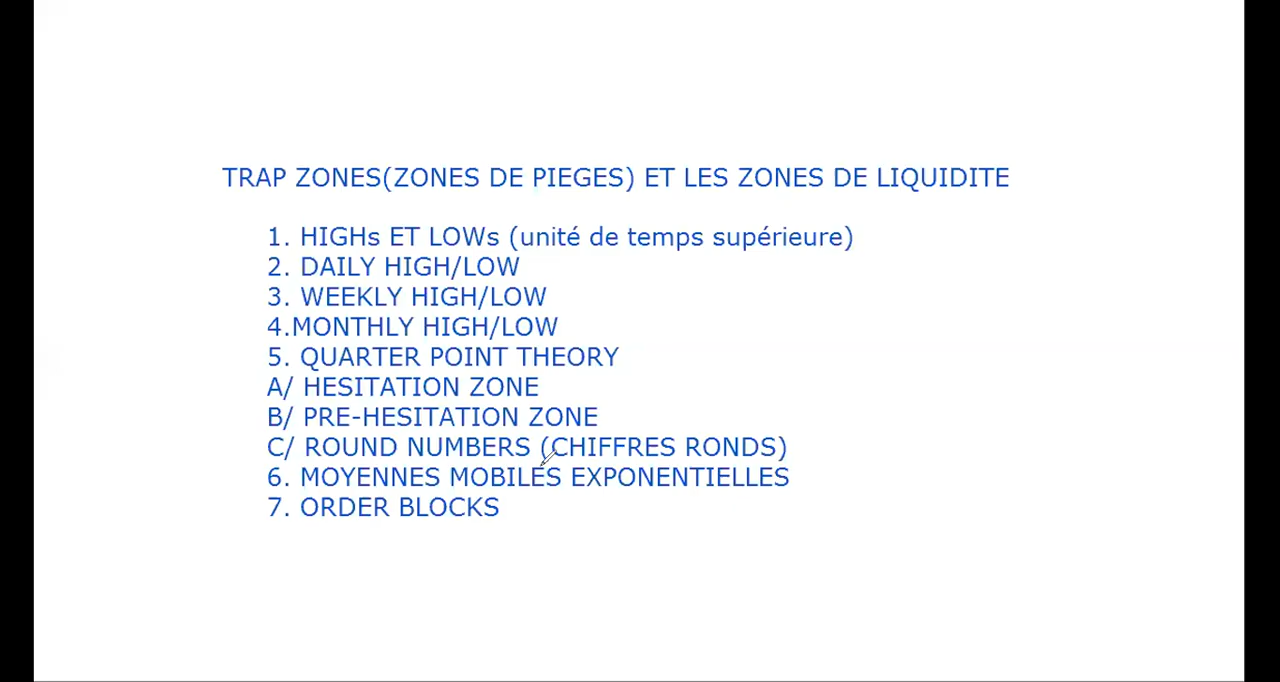 TRAP ZONES(ZONES DE PIEGES) ET LES ZONES DE LIQUIDITE
1. HIGHs ET LOWs (unité de temps supérieure)
2. DAILY HIGH/LOW
3. WEEKLY HIGH/LOW
4.MONTHLY HIGH/LOW
5. QUARTER POINT THEORY
A/ HESITATION ZONE
B/ PRE-HESITATION ZONE
C/ ROUND NUMBERS (CHIFFRES RONDS)
6. MOYENNES MOBILES EXPONENTIELLES
7. ORDER BLOCKS